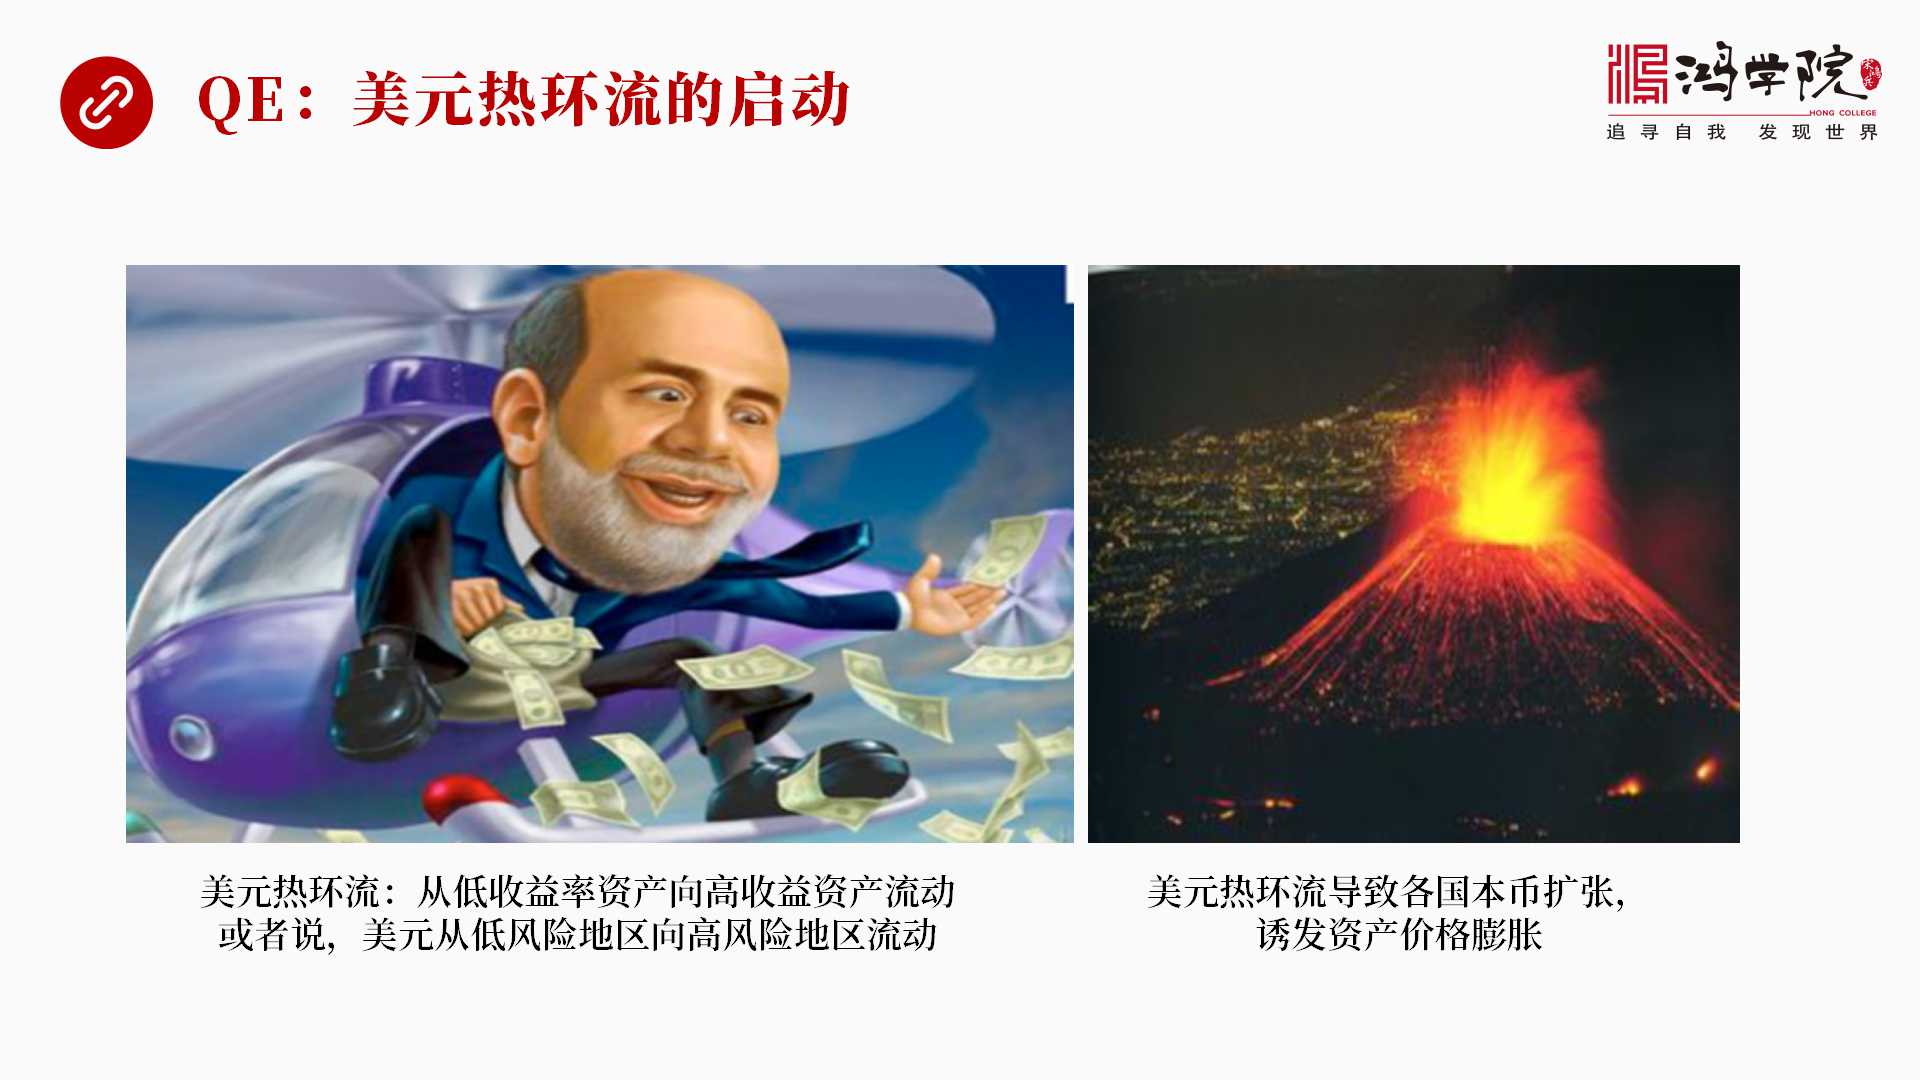 QE：美元热环流的启动
鸿学院
宋鸿兵
HONG COLLEGE
追寻自我 发现世界
美元热环流：从低收益率资产向高收益资产流动
或者说，美元从低风险地区向高风险地区流动
美元热环流导致各国本币扩张，
诱发资产价格膨胀